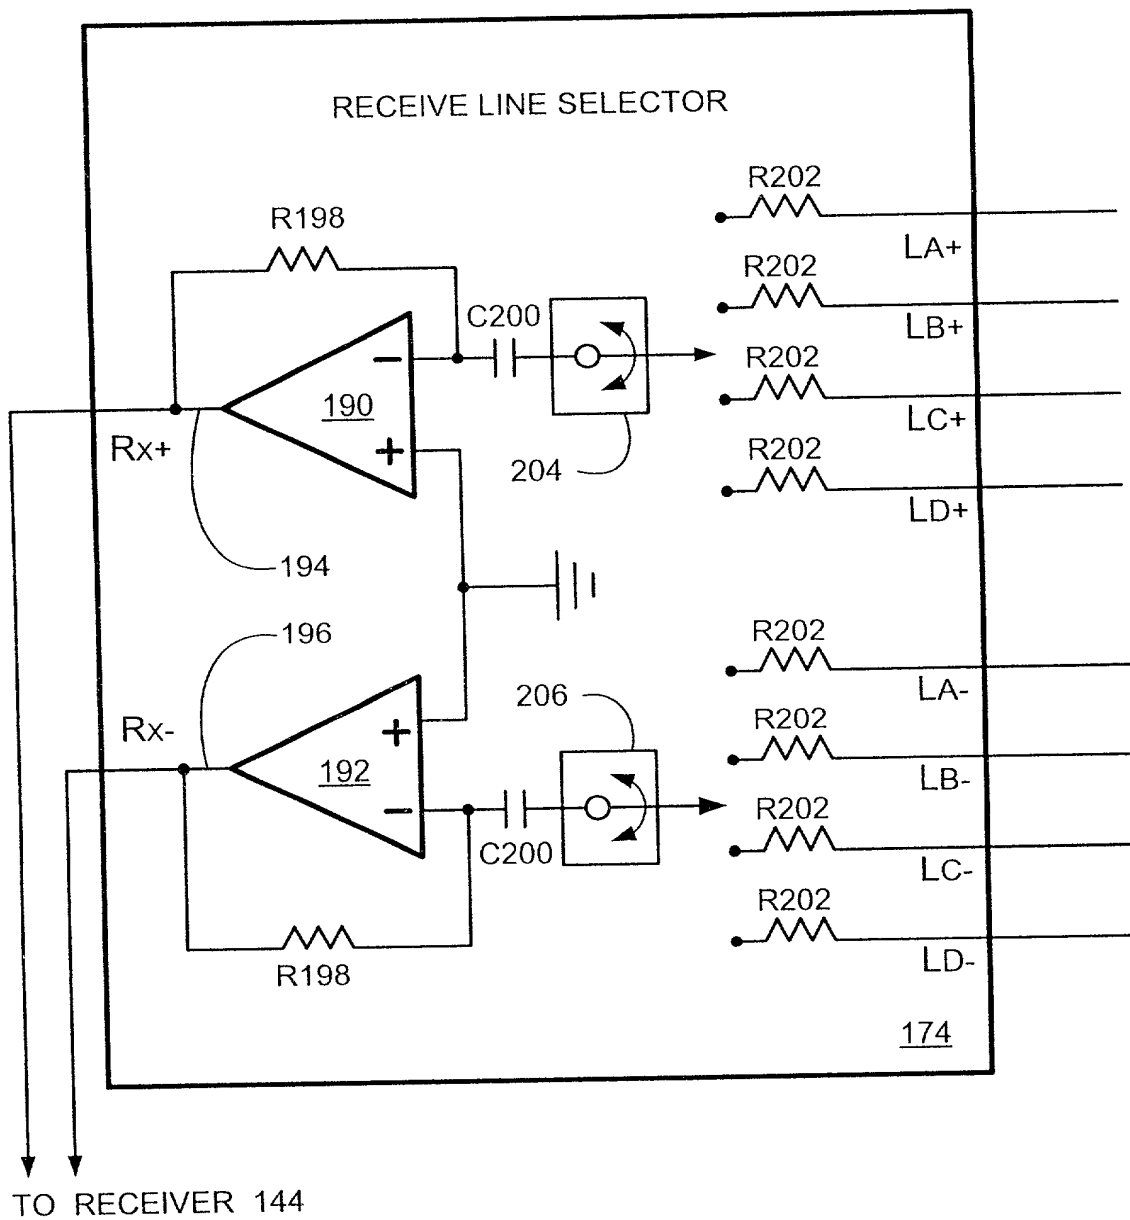 RECEIVE LINE SELECTOR
R202
LA+
R198
R202
LB+
C200
R202
LC+
190
Rx+
204
R202
LD+
194
196
R202
LA-
206
Rx-
R202
LB-
192
R202
C200
LC-
R202
R198
LD-
174
TO RECEIVER 144